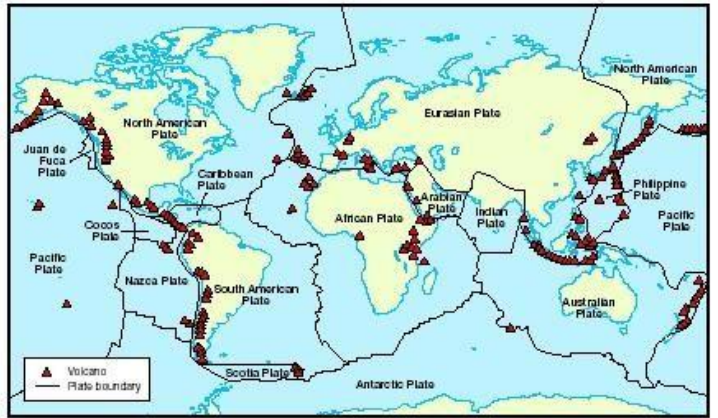 North American
Plate
Eurasian Plate
North American
Plate
Juan de
Fuca
Plate
Caribbean
Plate
Cocos
Plate
Pacific
Plate
Nazca Plate
South American
Plate
African Plate
Arabian
Plate
Indian
Plate
Philippine
Plate
Pacific
Plate
Australian
Plate
Scotia Plate
Antarctic Plate
Volcano
Plate boundary